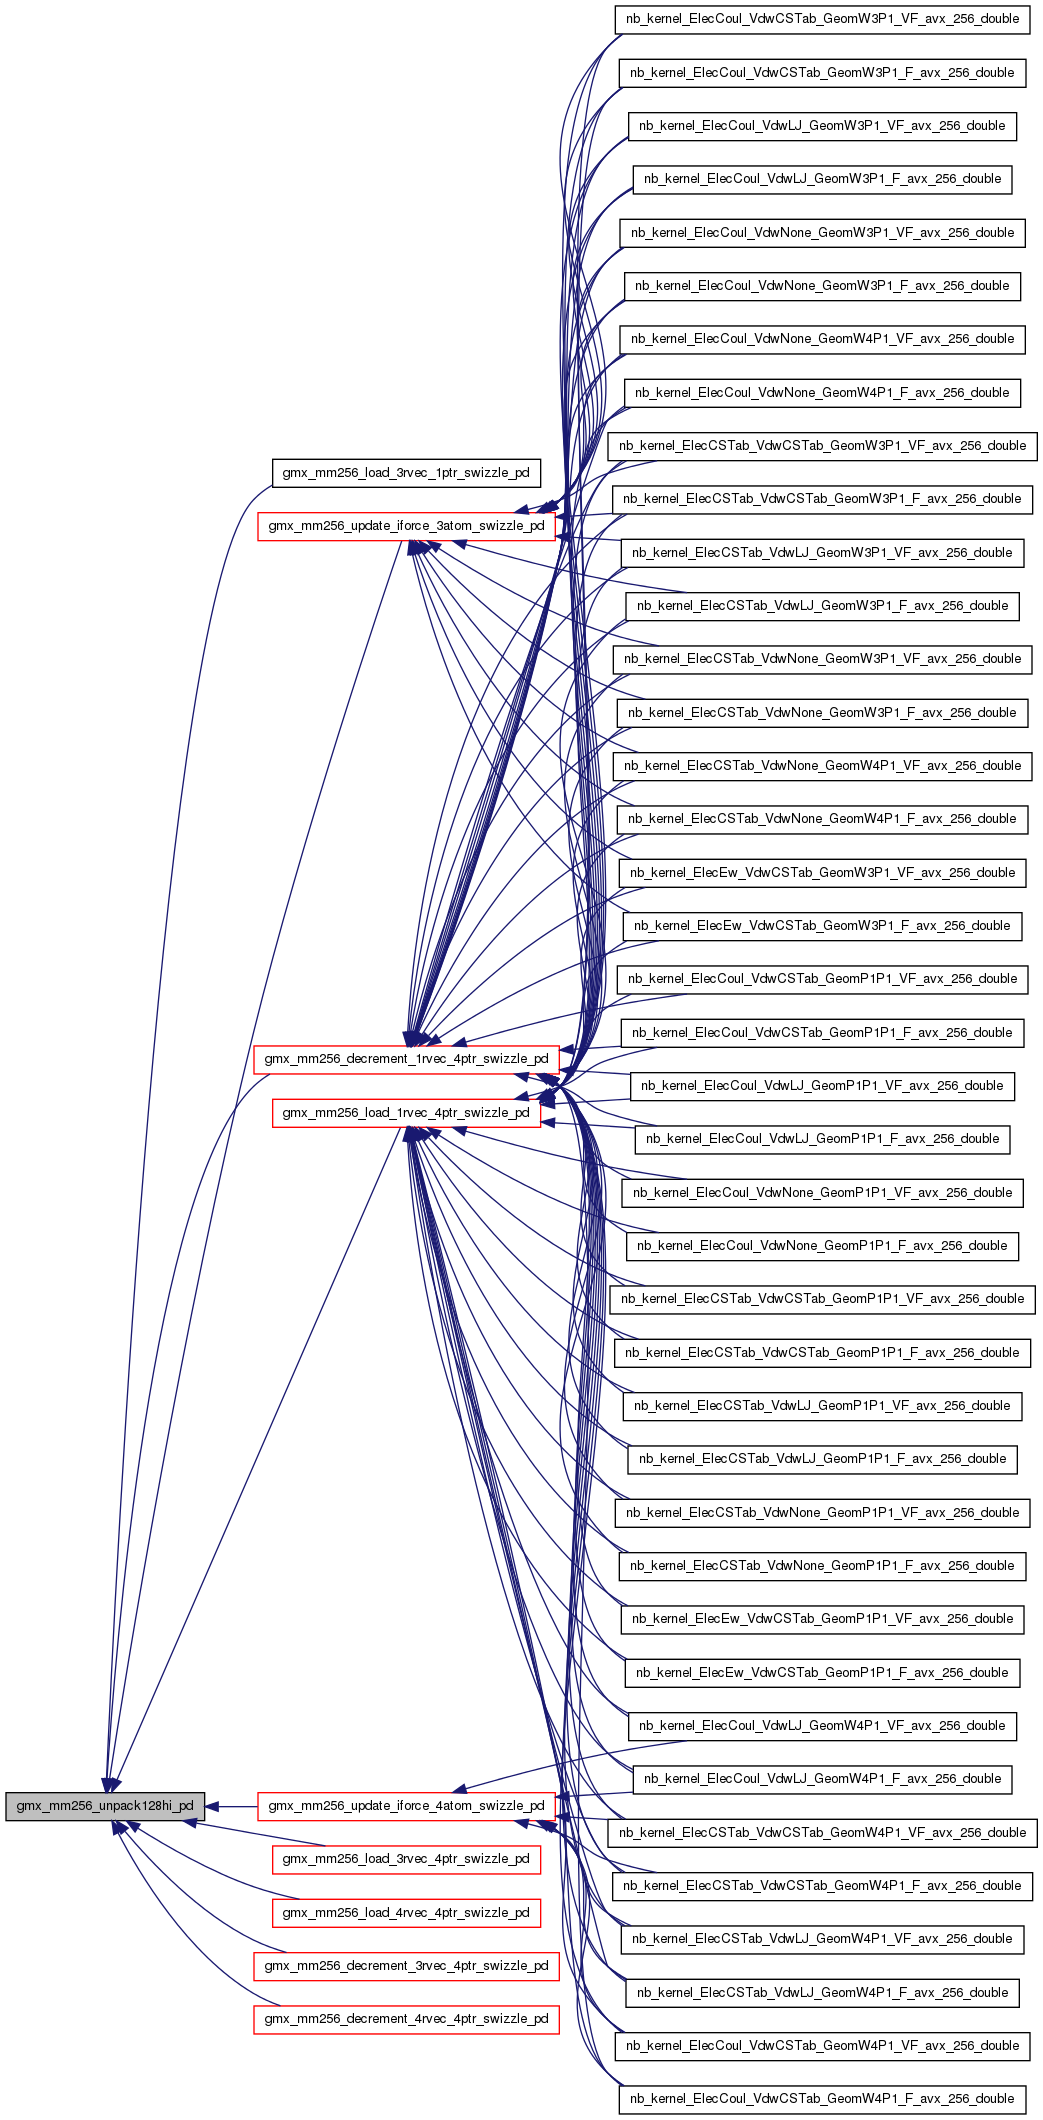 nb_kernel_ElecCoul_VdwCSTab_GeomW3P1_VF_avx_256_double
nb_kernel_ElecCoul_VdwCSTab_GeomW3P1_F_avx_256_double
nb_kernel_ElecCoul_VdwLJ_GeomW3P1_VF_avx_256_double
nb_kernel_ElecCoul_VdwLJ_GeomW3P1_F_avx_256_double
nb_kernel_ElecCoul_VdwNone_GeomW3P1_VF_avx_256_double
nb_kernel_ElecCoul_VdwNone_GeomW3P1_F_avx_256_double
nb_kernel_ElecCoul_VdwNone_GeomW4P1_VF_avx_256_double
nb_kernel_ElecCoul_VdwNone_GeomW4P1_F_avx_256_double
nb_kernel_ElecCSTab_VdwCSTab_GeomW3P1_VF_avx_256_double
gmx_mm256_load_3rvec_1ptr_swizzle_pd
nb_kernel_ElecCSTab_VdwCSTab_GeomW3P1_F_avx_256_double
gmx_mm256_update_iforce_3atom_swizzle_pd
nb_kernel_ElecCSTab_VdwLJ_GeomW3P1_VF_avx_256_double
nb_kernel_ElecCSTab_VdwLJ_GeomW3P1_F_avx_256_double
nb_kernel_ElecCSTab_VdwNone_GeomW3P1_VF_avx_256_double
nb_kernel_ElecCSTab_VdwNone_GeomW3P1_F_avx_256_double
nb_kernel_ElecCSTab_VdwNone_GeomW4P1_VF_avx_256_double
nb_kernel_ElecCSTab_VdwNone_GeomW4P1_F_avx_256_double
nb_kernel_ElecEw_VdwCSTab_GeomW3P1_VF_avx_256_double
nb_kernel_ElecEw_VdwCSTab_GeomW3P1_F_avx_256_double
nb_kernel_ElecCoul_VdwCSTab_GeomP1P1_VF_avx_256_double
nb_kernel_ElecCoul_VdwCSTab_GeomP1P1_F_avx_256_double
gmx_mm256_decrement_1rvec_4ptr_swizzle_pd
nb_kernel_ElecCoul_VdwLJ_GeomP1P1_VF_avx_256_double
gmx_mm256_load_1rvec_4ptr_swizzle_pd
nb_kernel_ElecCoul_VdwLJ_GeomP1P1_F_avx_256_double
nb_kernel_ElecCoul_VdwNone_GeomP1P1_VF_avx_256_double
nb_kernel_ElecCoul_VdwNone_GeomP1P1_F_avx_256_double
nb_kernel_ElecCSTab_VdwCSTab_GeomP1P1_VF_avx_256_double
nb_kernel_ElecCSTab_VdwCSTab_GeomP1P1_F_avx_256_double
nb_kernel_ElecCSTab_VdwLJ_GeomP1P1_VF_avx_256_double
nb_kernel_ElecCSTab_VdwLJ_GeomP1P1_F_avx_256_double
nb_kernel_ElecCSTab_VdwNone_GeomP1P1_VF_avx_256_double
nb_kernel_ElecCSTab_VdwNone_GeomP1P1_F_avx_256_double
nb_kernel_ElecEw_VdwCSTab_GeomP1P1_VF_avx_256_double
nb_kernel_ElecEw_VdwCSTab_GeomP1P1_F_avx_256_double
nb_kernel_ElecCoul_VdwLJ_GeomW4P1_VF_avx_256_double
nb_kernel_ElecCoul_VdwLJ_GeomW4P1_F_avx_256_double
gmx_mm256_unpack128hi_pd
gmx_mm256_update_iforce_4atom_swizzle_pd
nb_kernel_ElecCSTab_VdwCSTab_GeomW4P1_VF_avx_256_double
gmx_mm256_load_3rvec_4ptr_swizzle_pd
nb_kernel_ElecCSTab_VdwCSTab_GeomW4P1_F_avx_256_double
gmx_mm256_load_4rvec_4ptr_swizzle_pd
nb_kernel_ElecCSTab_VdwLJ_GeomW4P1_VF_avx_256_double
gmx_mm256_decrement_3rvec_4ptr_swizzle_pd
nb_kernel_ElecCSTab_VdwLJ_GeomW4P1_F_avx_256_double
gmx_mm256_decrement_4rvec_4ptr_swizzle_pd
nb_kernel_ElecCoul_VdwCSTab_GeomW4P1_VF_avx_256_double
nb_kernel_ElecCoul_VdwCSTab_GeomW4P1_F_avx_256_double